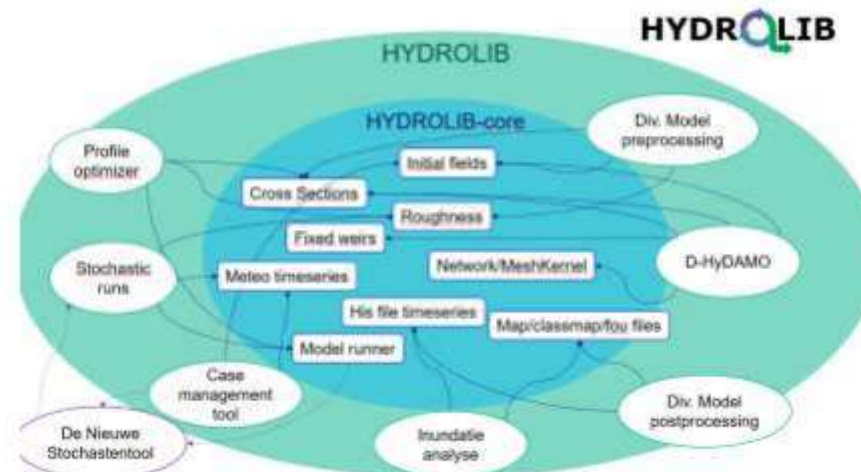 HYDROLIB
HYDROLIB
HYDROLIB-core
Div. Model
preprocessing
Profile
optimizer
Initial fields
Cross Sections
Roughness
Fixed weirs
Stochastic
runs
Meteo timeseries
Network/MeshKernel
D-HyDAMO
His file timeseries
Map/classmap/fou files
Model runner
Case
management
tool
Div. Model
postprocessing
De Nieuwe
Stochastentool
Inundatie
analyse